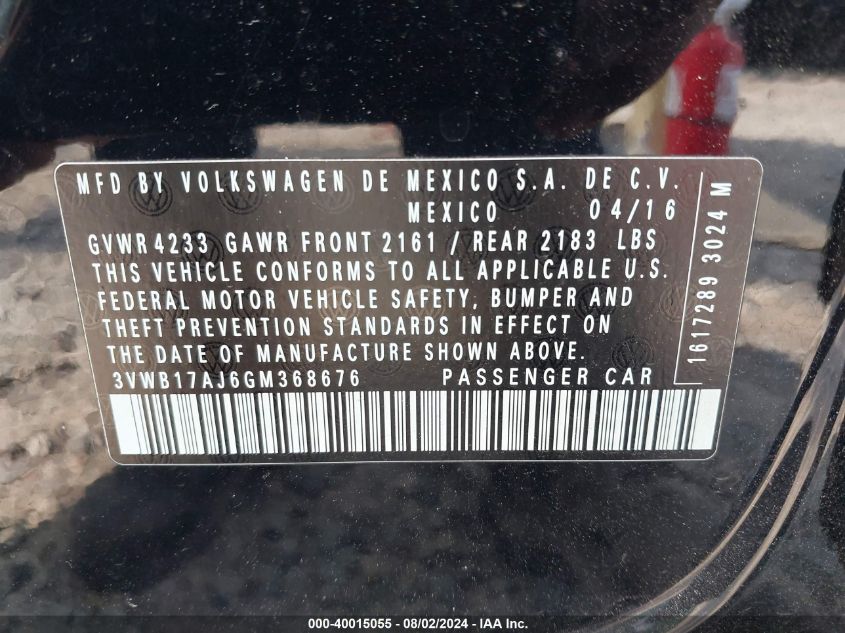 MFD BY VOLKSWAGEN DE MEXICO S.A. DE C.V.
MEXICO 04/16
GVWR 4233 GAWR FRONT 2161 / REAR 2183 LBS
THIS VEHICLE CONFORMS TO ALL APPLICABLE U.S.
FEDERAL MOTOR VEHICLE SAFETY, BUMPER AND
THEFT PREVENTION STANDARDS IN EFFECT ON
THE DATE OF MANUFACTURE SHOWN ABOVE.
3VWB17AJ6GM368676 PASSENGER CAR
1617289 3024 M
000-40015055 - 08/02/2024 - IAA Inc.